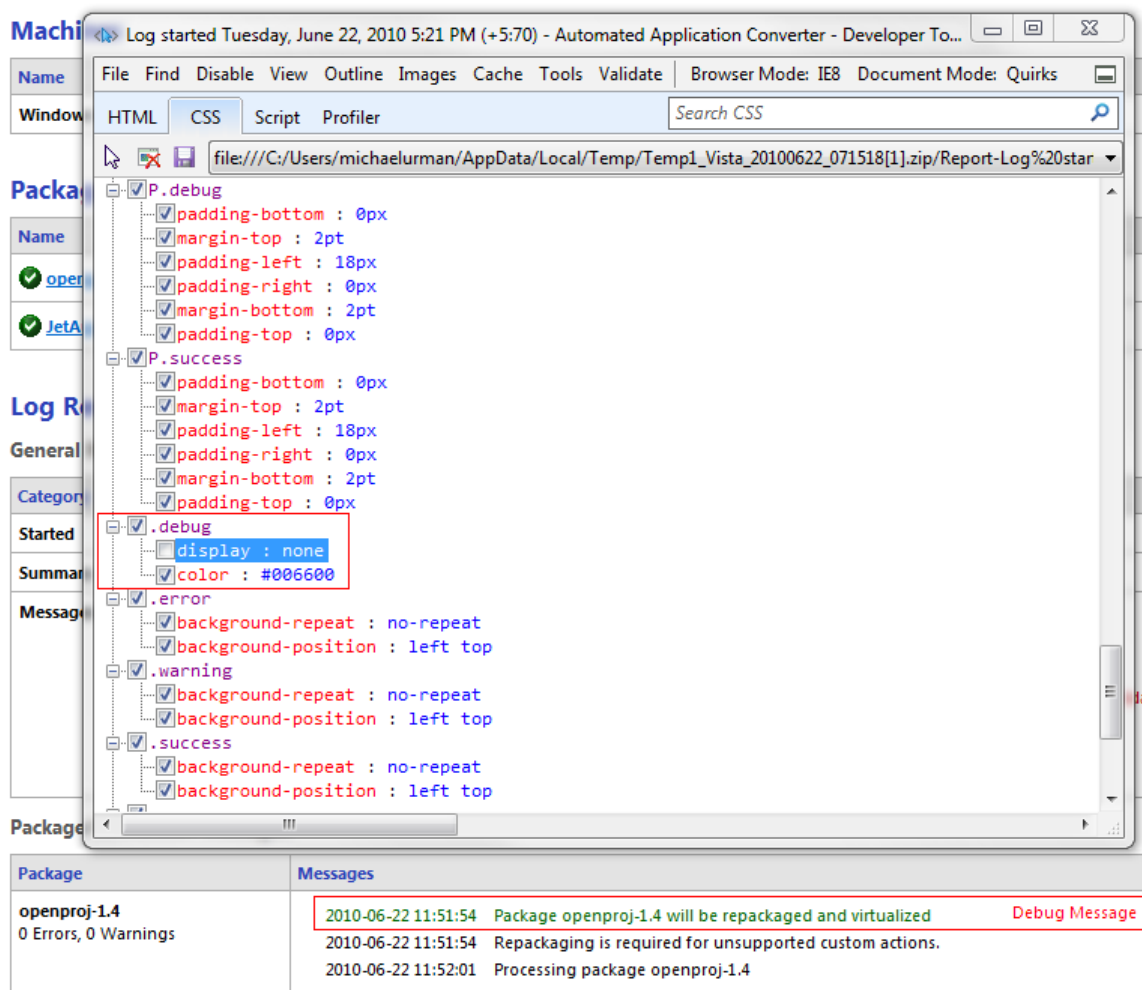 Machi
Name
Window
Packa
Name
open
JetA
Log R
General
Category
Started
Summar
Message
Package
Log started Tuesday, June 22, 2010 5:21 PM (+5:70) - Automated Application Converter - Developer To...
File Find Disable View Outline Images Cache Tools Validate Browser Mode: IE8 Document Mode: Quirks
HTML CSS Script Profiler Search CSS
file:///C:/Users/michaelurman/AppData/Local/Temp/Temp1_Vista_20100622_071518[1].zip/Report-Log%20star
P.debug
padding-bottom : 0px
margin-top : 2pt
padding-left : 18px
padding-right : 0px
margin-bottom : 2pt
padding-top : 0px
P.success
padding-bottom : 0px
margin-top : 2pt
padding-left : 18px
padding-right : 0px
margin-bottom : 2pt
padding-top : 0px
.debug
display : none
color : #006600
.error
background-repeat : no-repeat
background-position : left top
.warning
background-repeat : no-repeat
background-position : left top
.success
background-repeat : no-repeat
background-position : left top
Package Messages
openproj-1.4
0 Errors, 0 Warnings
2010-06-22 11:51:54 Package openproj-1.4 will be repackaged and virtualized Debug Message
2010-06-22 11:51:54 Repackaging is required for unsupported custom actions.
2010-06-22 11:52:01 Processing package openproj-1.4